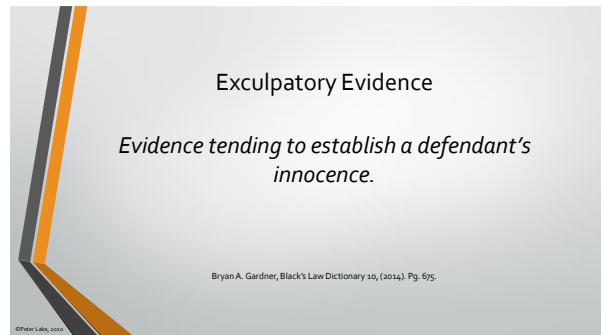 Exculpatory Evidence
Evidence tending to establish a defendant's
innocence.
Bryan A. Gardner, Black's Law Dictionary 10, (2014). Pg. 675.
©Peter Lake, 2020